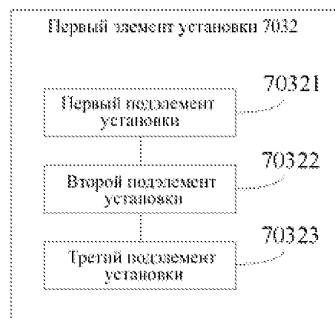 Первый элемент установки 7032
70321
Первый подэлемент
установки
70322
Второй подэлемент
установки
70323
Третий подэлемент
установки